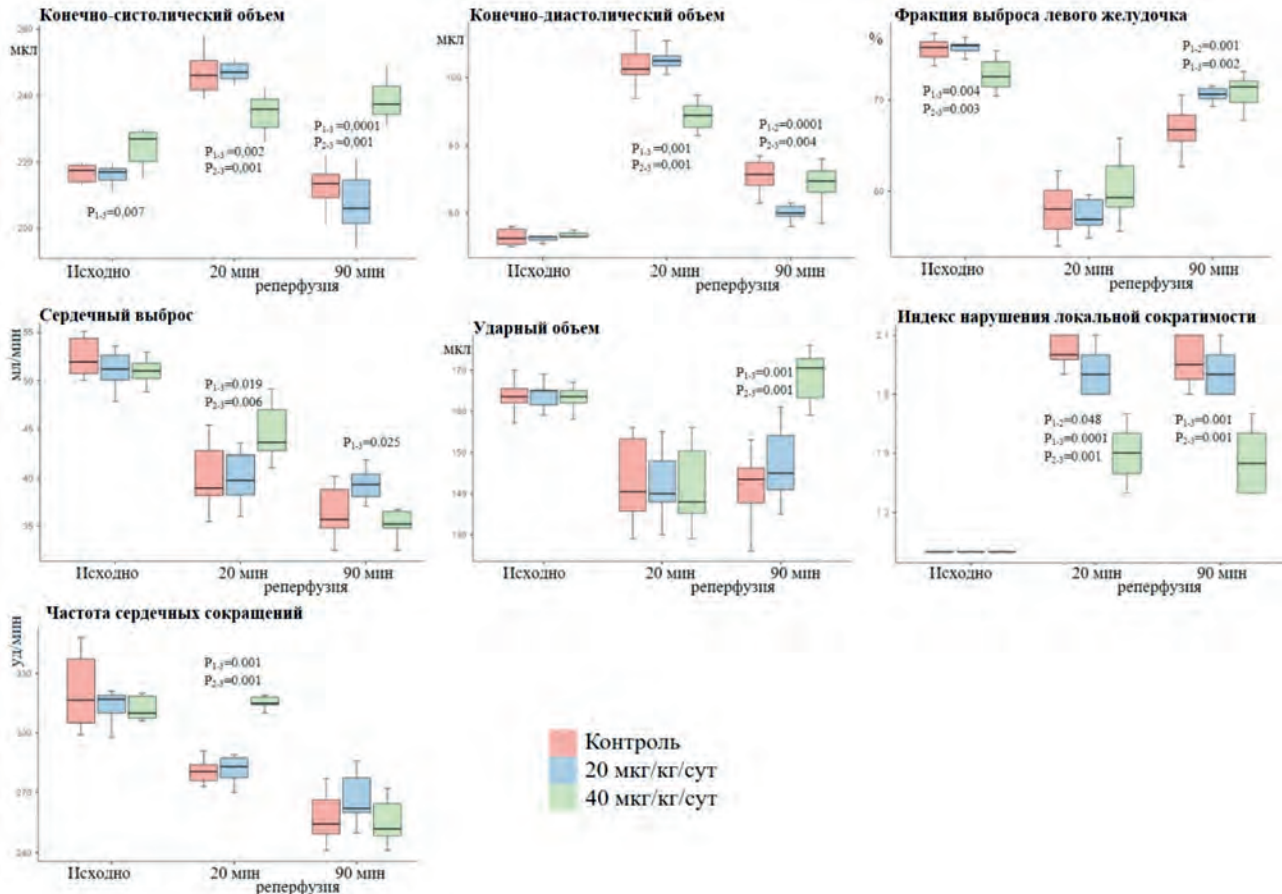 Конечно-систолический объем
мкл
260
240
220
200
P1-3=0,007
P1-3=0,002
P2-3=0,001
P1-3=0,0001
P2-3=0,001
Исходно 20 мин 90 мин
реперфузия
Конечно-диастолический объем
мкл
100
P1-3=0,001
P2-3=0.001
P1-2=0.0001
P2-3=0.004
Исходно 20 мин 90 мин
реперфузия
Фракция выброса левого желудочка
%
70
60
P1-3=0.004
P2-3=0.003
P1-2=0.001
P1-3=0.002
Исходно 20 мин 90 мин
реперфузия
Сердечный выброс
мл/мин
55
50
40
35
P1-3=0.019
P2-3=0.006
P1-3=0.025
Исходно 20 мин 90 мин
реперфузия
Ударный объем
мкл
170
160
150
140
130
P1-3=0.001
P2-3=0.001
Исходно 20 мин 90 мин
реперфузия
Индекс нарушения локальной сократимости
P1-2=0.048
P1-3=0.0001
P2-3=0.001
P1-3=0.001
P2-3=0.001
Исходно 20 мин 90 мин
реперфузия
Частота сердечных сокращений
уд/мин
330
300
270
240
P1-3=0.001
P2-3=0.001
Исходно 20 мин 90 мин
реперфузия
Контроль
20 мкг/кг/сут
40 мкг/кг/сут